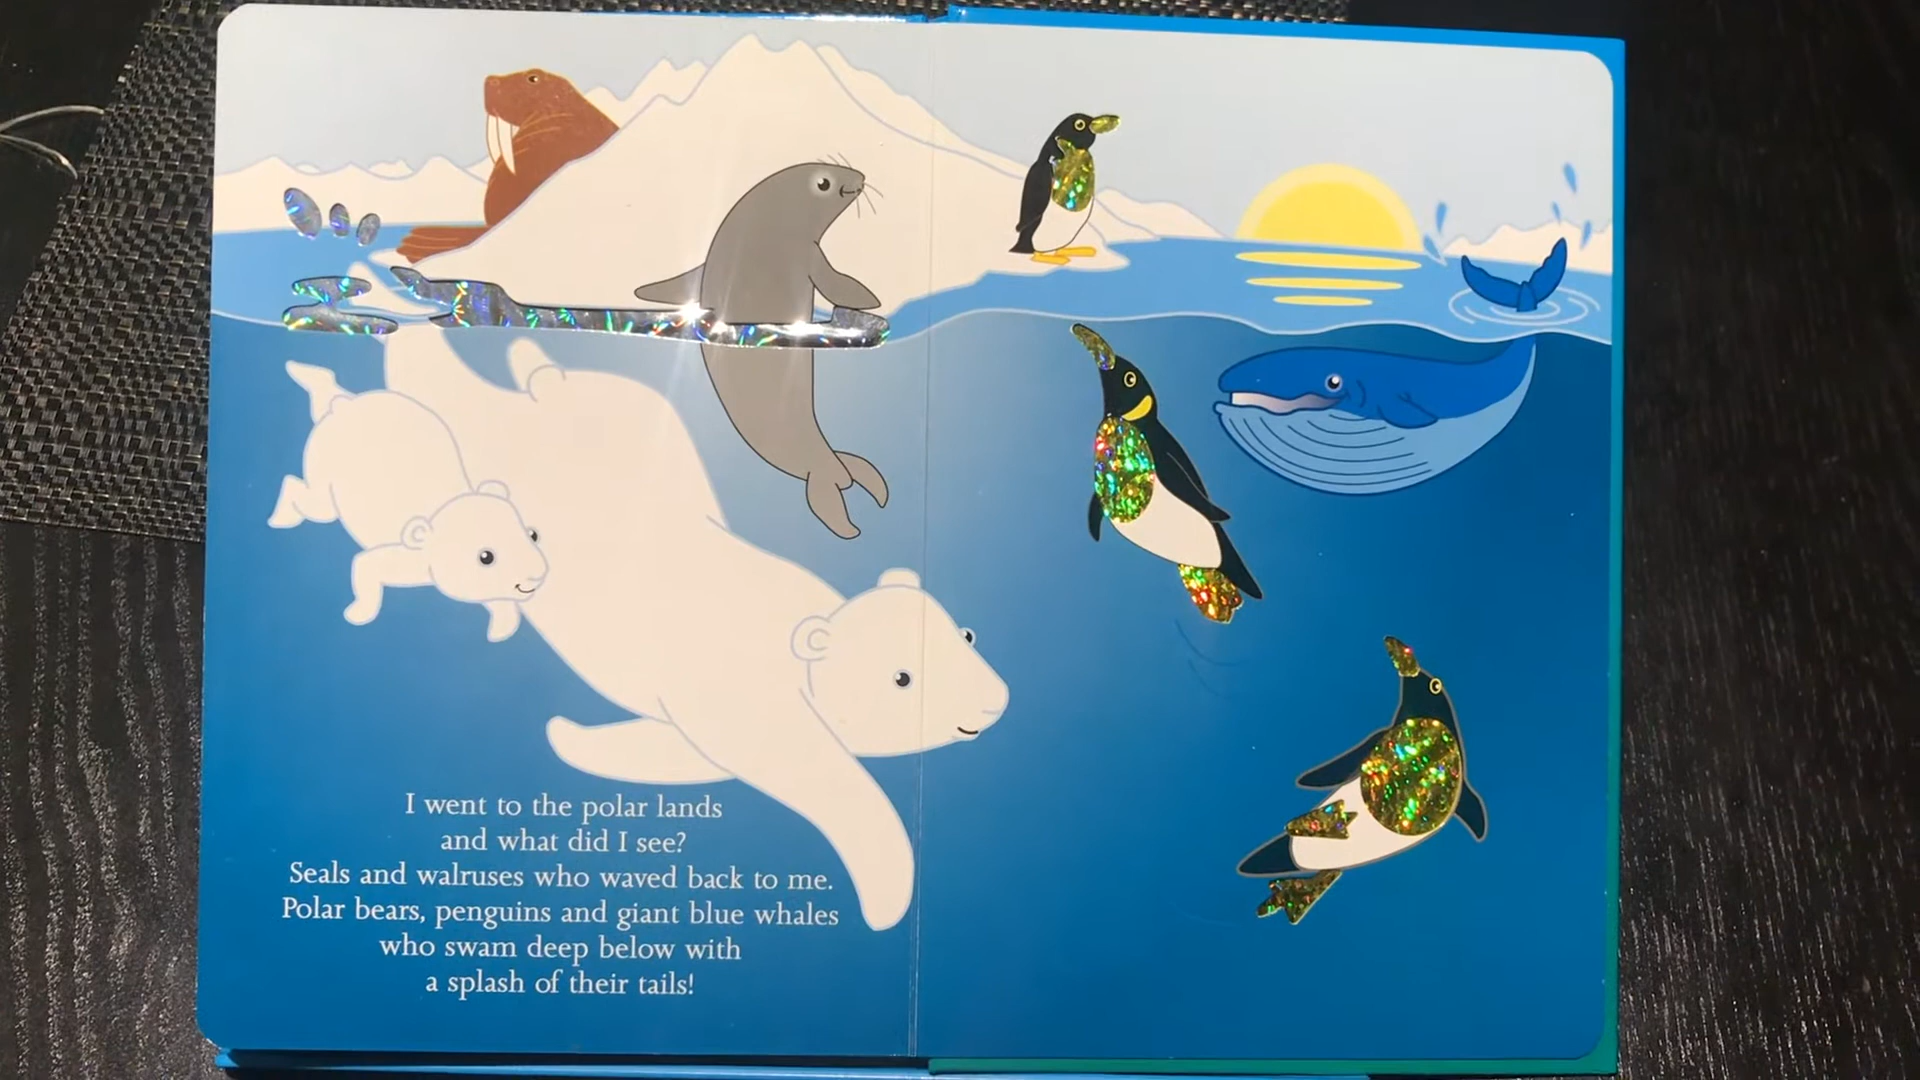 I went to the polar lands
and what did I see?
Seals and walruses who waved back to me.
Polar bears, penguins and giant blue whales
who swam deep below with
a splash of their tails!